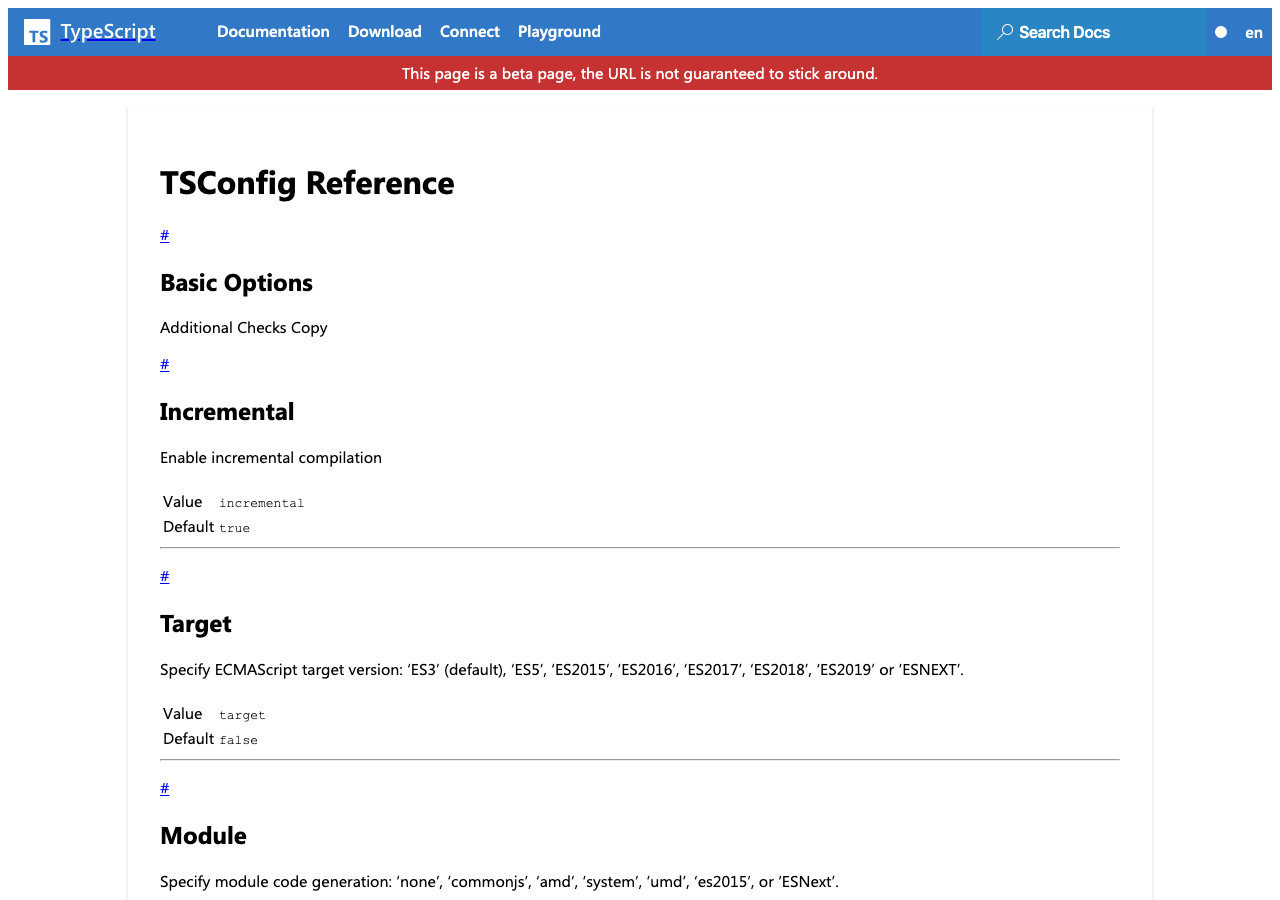 TS TypeScript Documentation Download Connect Playground Search Docs en
This page is a beta page, the URL is not guaranteed to stick around.
TSConfig Reference
#
Basic Options
Additional Checks Copy
#
Incremental
Enable incremental compilation
Value incremental
Default true
#
Target
Specify ECMAScript target version: ‘ES3’ (default), ‘ES5’, ‘ES2015’, ‘ES2016’, ‘ES2017’, ‘ES2018’, ‘ES2019’ or ‘ESNEXT’.
Value target
Default false
#
Module
Specify module code generation: ‘none’, ‘commonjs’, ‘amd’, ‘system’, ‘umd’, ‘es2015’, or ‘ESNext’.